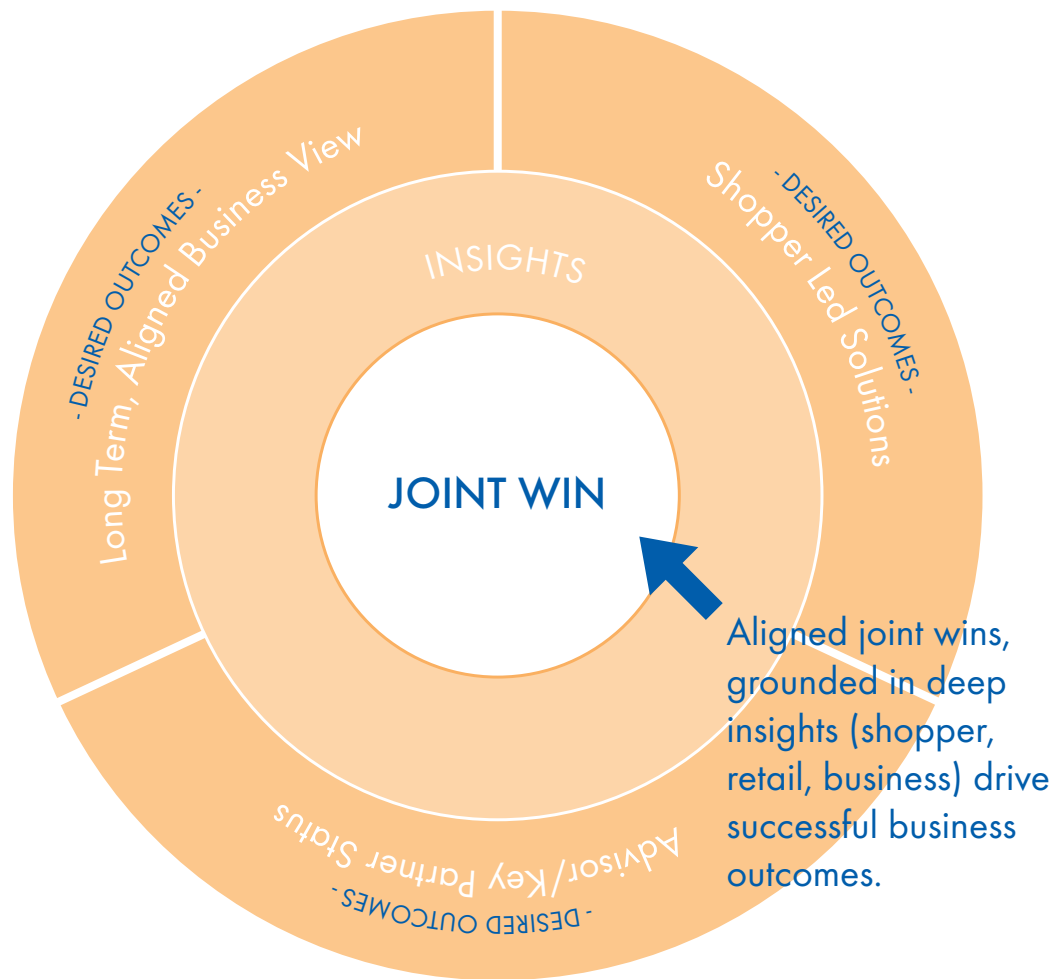 - DESIRED OUTCOMES -
Long Term, Aligned Business View
- DESIRED OUTCOMES -
Shopper Led Solutions
INSIGHTS
JOINT WIN
Aligned joint wins,
grounded in deep
insights (shopper,
retail, business) drive
successful business
outcomes.
Advisor/Key Partner Status
- DESIRED OUTCOMES -